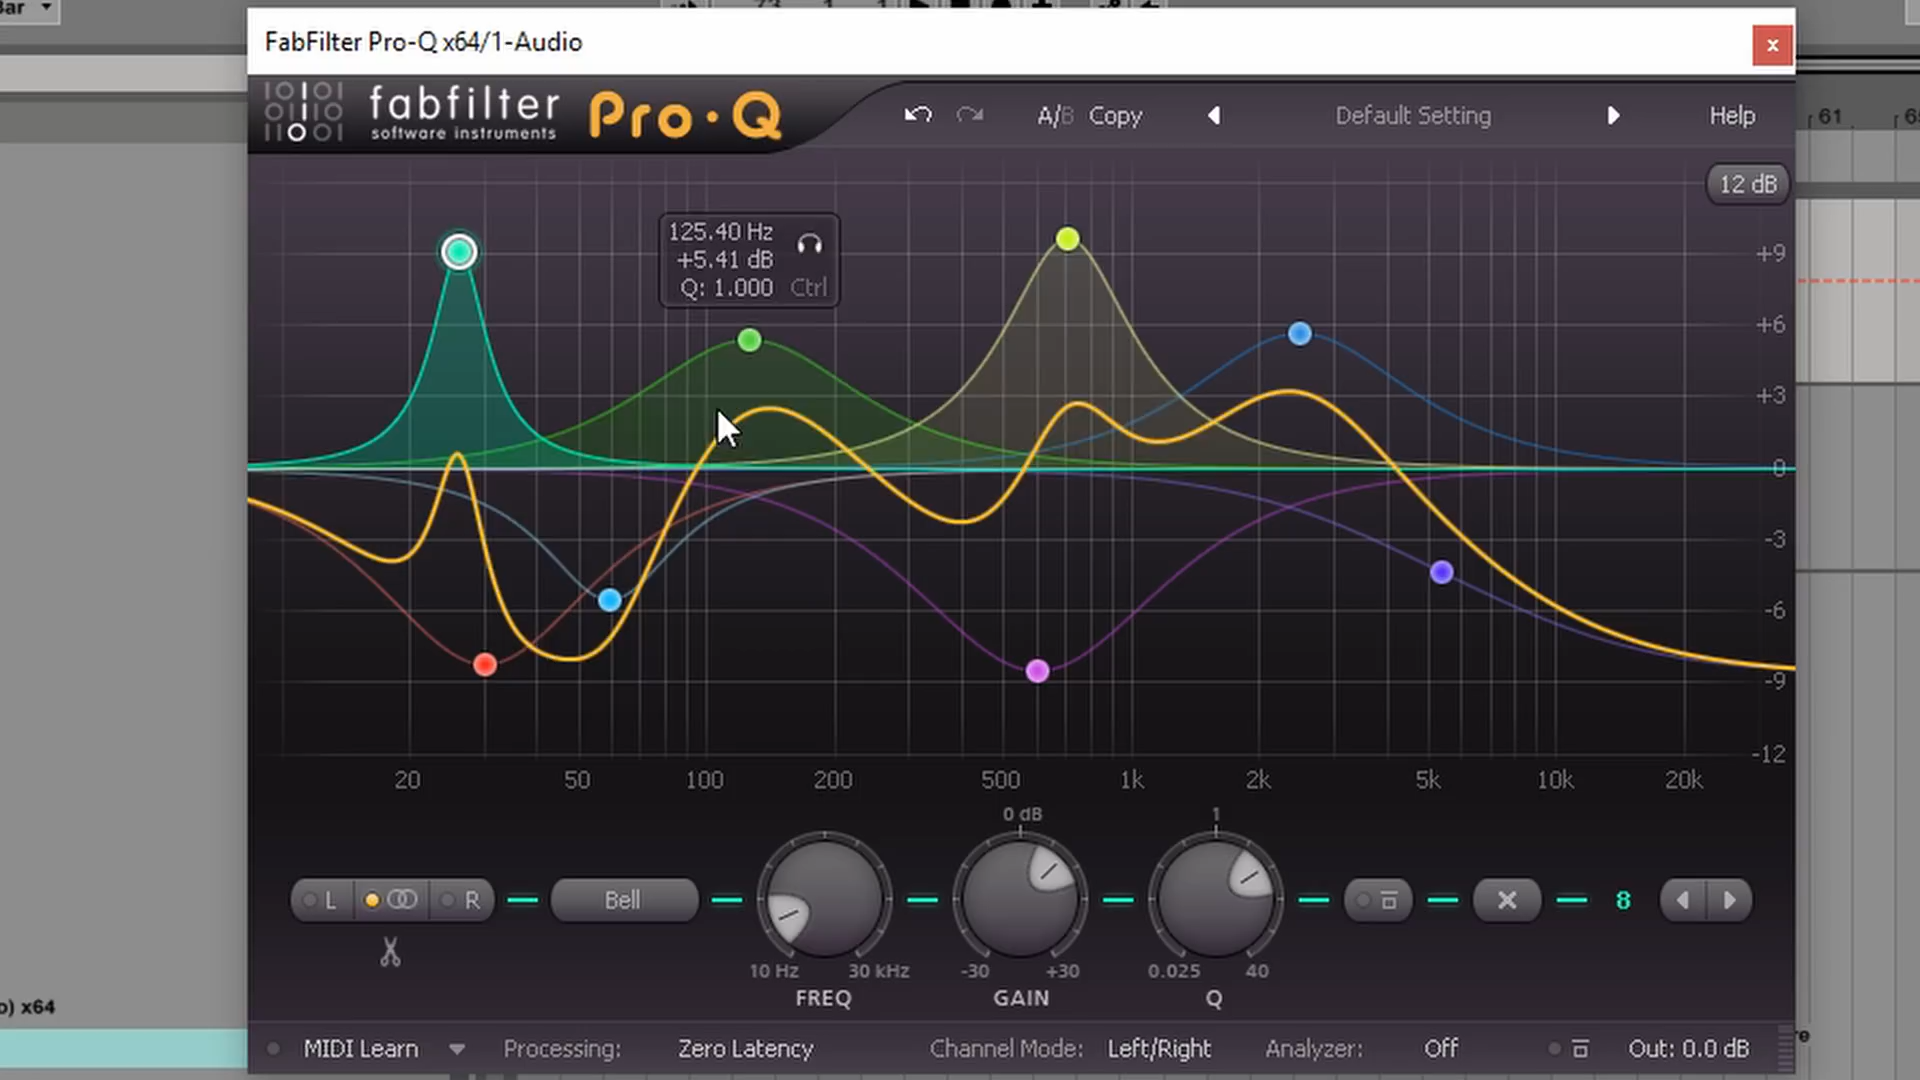 FabFilter Pro-Q x64/1-Audio
x
fabfilter
software instruments
Pro·Q
A/B Copy
Default Setting
Help
61
12 dB
125.40 Hz
+5.41 dB
Q: 1.000 Ctrl
+9
+6
+3
0
-3
-6
-9
-12
20 50 100 200 500 1k 2k 5k 10k 20k
0 dB 1
L R Bell 8
10 Hz 30 kHz -30 +30 0.025 40
FREQ GAIN Q
o) x64
MIDI Learn Processing: Zero Latency Channel Mode: Left/Right Analyzer: Off Out: 0.0 dB